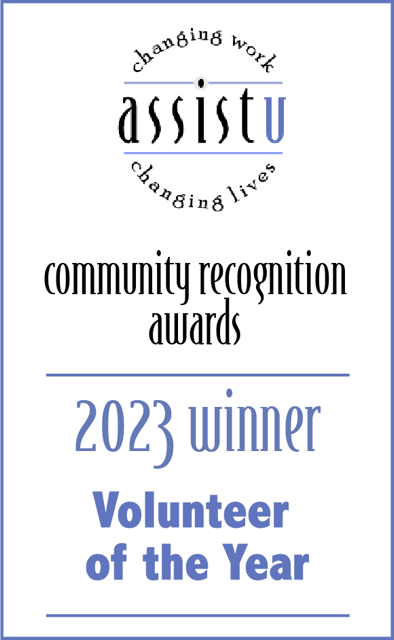 changing work
assistu
changing lives
community recognition
awards
2023 winner
Volunteer
of the Year